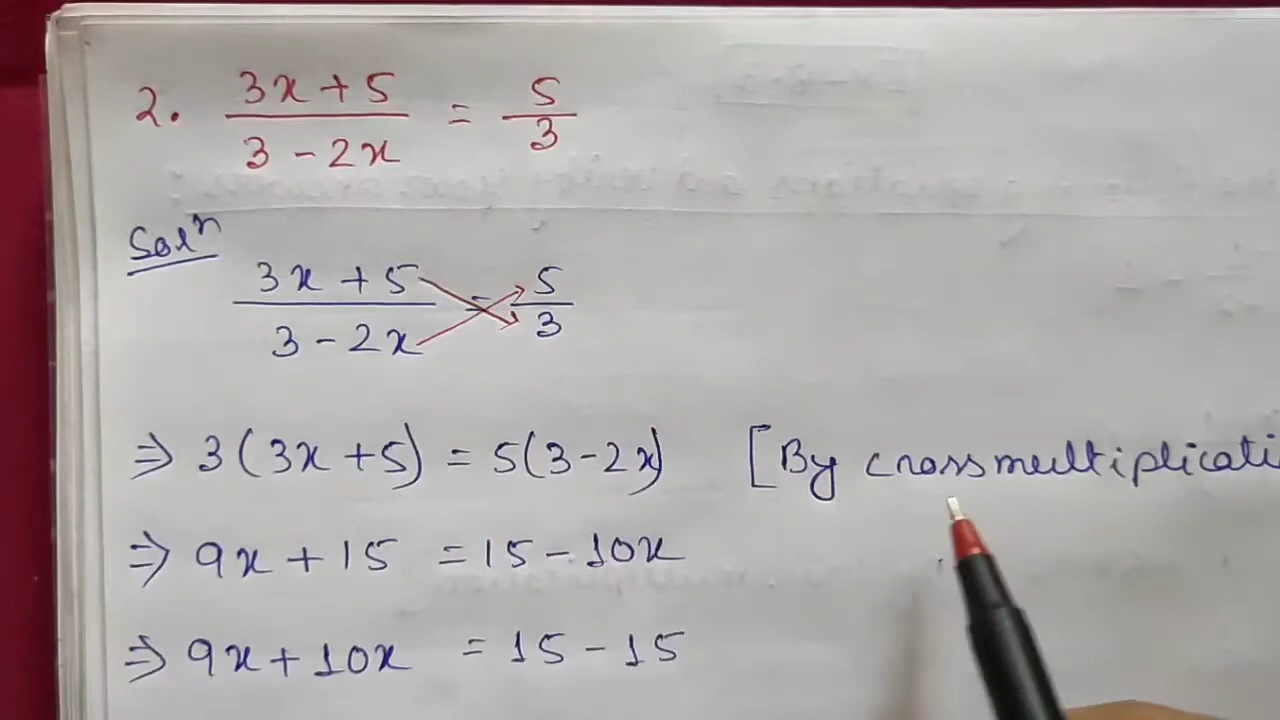 2. (3x + 5)/(3 - 2x) = 5/3
Solⁿ
(3x + 5)/(3 - 2x) = 5/3
⇒ 3(3x + 5) = 5(3 - 2x) [By crossmultiplicati
⇒ 9x + 15 = 15 - 10x
⇒ 9x + 10x = 15 - 15